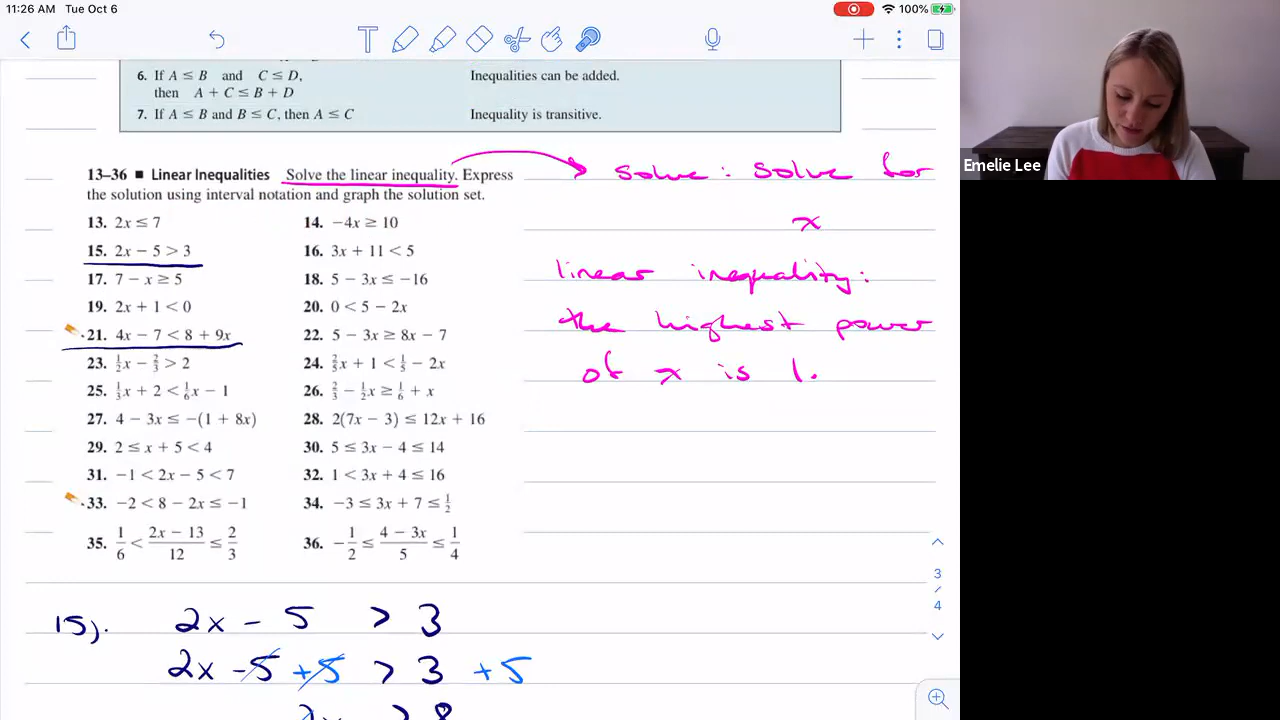 11:26 AM Tue Oct 6
100%
6. If A ≤ B and C ≤ D, Inequalities can be added.
then A + C ≤ B + D
7. If A ≤ B and B ≤ C, then A ≤ C Inequality is transitive.
13–36 ■ Linear Inequalities Solve the linear inequality. Express
the solution using interval notation and graph the solution set.
13. 2x ≤ 7 14. −4x ≥ 10
15. 2x − 5 > 3 16. 3x + 11 < 5
17. 7 − x ≥ 5 18. 5 − 3x ≤ −16
19. 2x + 1 < 0 20. 0 < 5 − 2x
21. 4x − 7 < 8 + 9x 22. 5 − 3x ≥ 8x − 7
23. 1/2 x − 2/3 > 2 24. 2/5 x + 1 < 1/5 − 2x
25. 1/3 x + 2 < 1/6 x − 1 26. 2/3 − 1/2 x ≥ 1/6 + x
27. 4 − 3x ≤ −(1 + 8x) 28. 2(7x − 3) ≤ 12x + 16
29. 2 ≤ x + 5 < 4 30. 5 ≤ 3x − 4 ≤ 14
31. −1 < 2x − 5 < 7 32. 1 < 3x + 4 ≤ 16
33. −2 < 8 − 2x ≤ −1 34. −3 ≤ 3x + 7 ≤ 1/2
35. 1/6 < (2x − 13)/12 ≤ 2/3 36. −1/2 ≤ (4 − 3x)/5 ≤ 1/4
solve: solve for
x
linear inequality:
the highest power
of x is 1.
15). 2x − 5 > 3
2x − 5 + 5 > 3 + 5
2x > 8
3
/
4
Emelie Lee